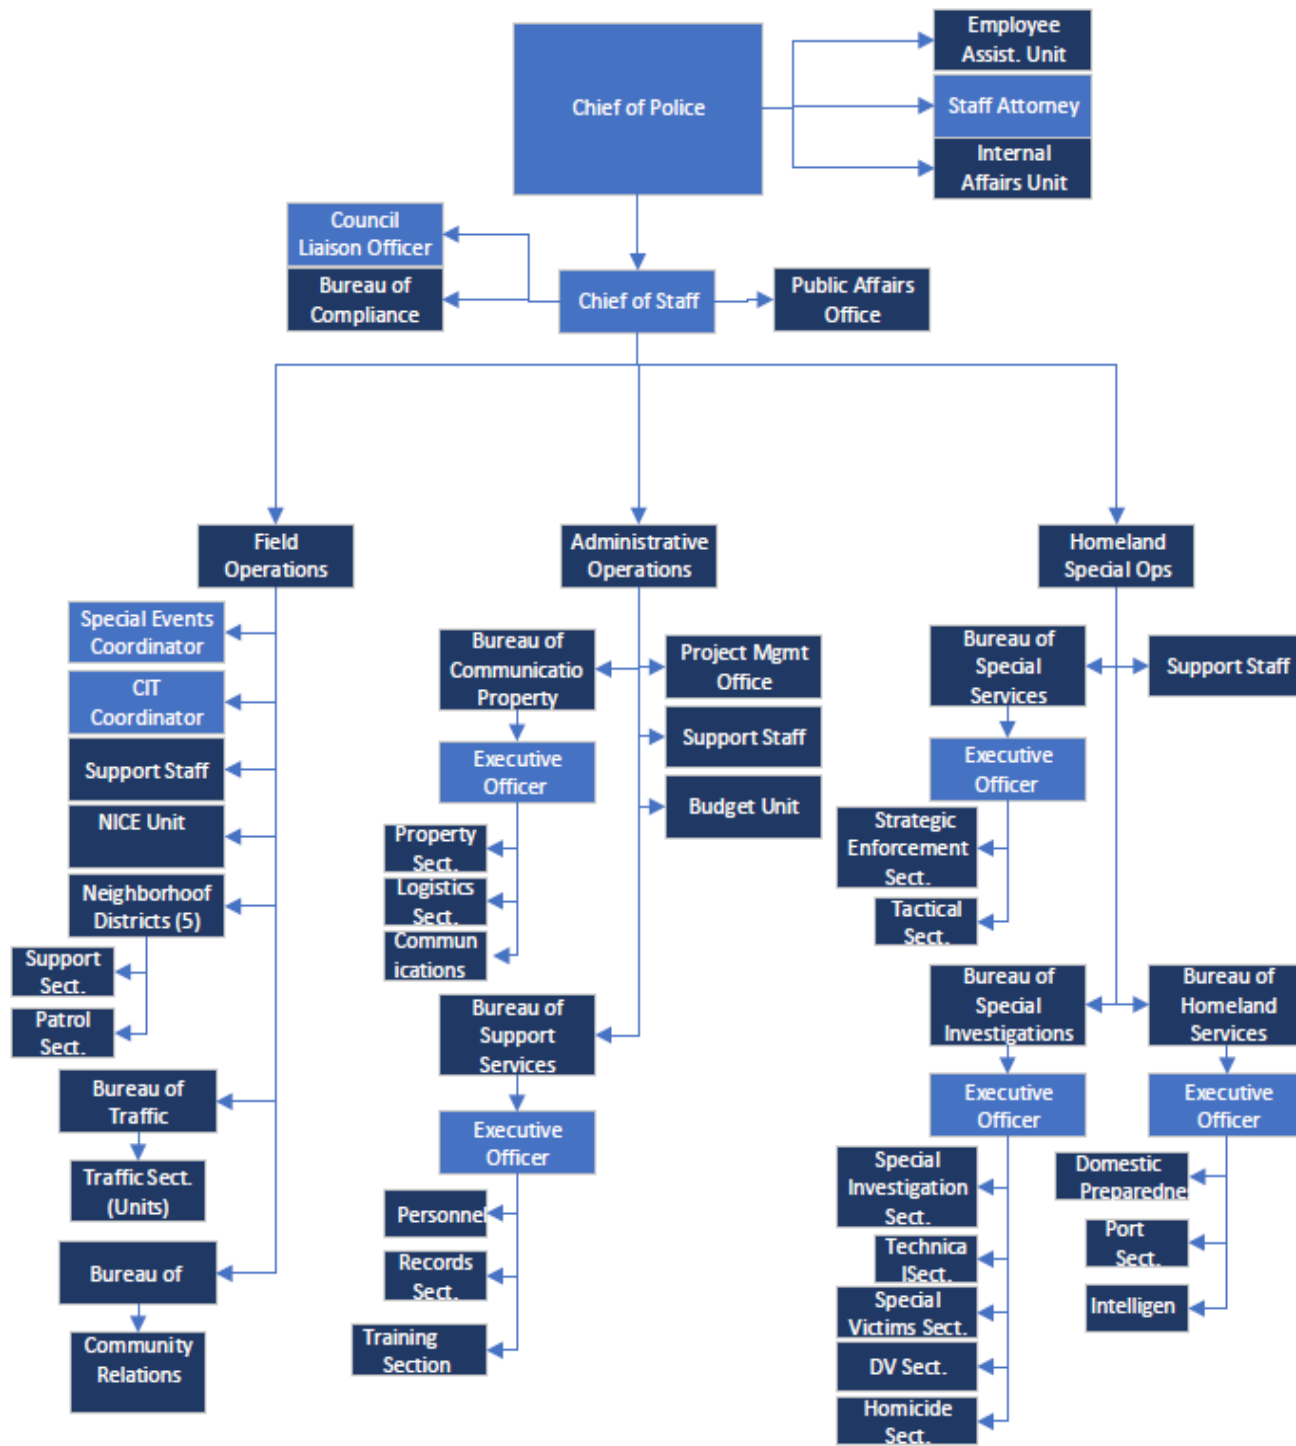 Employee
Assist. Unit
Chief of Police
Staff Attorney
Internal
Affairs Unit
Council
Liaison Officer
Bureau of
Compliance
Chief of Staff
Public Affairs
Office
Field
Operations
Administrative
Operations
Homeland
Special Ops
Special Events
Coordinator
CIT
Coordinator
Support Staff
NICE Unit
Neighborhoof
Districts (5)
Support
Sect.
Patrol
Sect.
Bureau of
Traffic
Traffic Sect.
(Units)
Bureau of
Community
Relations
Bureau of
Communicatio
Property
Project Mgmt
Office
Support Staff
Budget Unit
Executive
Officer
Property
Sect.
Logistics
Sect.
Commun
ications
Bureau of
Support
Services
Executive
Officer
Personnel
Records
Sect.
Training
Section
Bureau of
Special
Services
Support Staff
Executive
Officer
Strategic
Enforcement
Sect.
Tactical
Sect.
Bureau of
Special
Investigations
Executive
Officer
Special
Investigation
Sect.
Technica
lSect.
Special
Victims Sect.
DV Sect.
Homicide
Sect.
Bureau of
Homeland
Services
Executive
Officer
Domestic
Preparedne
Port
Sect.
Intelligen